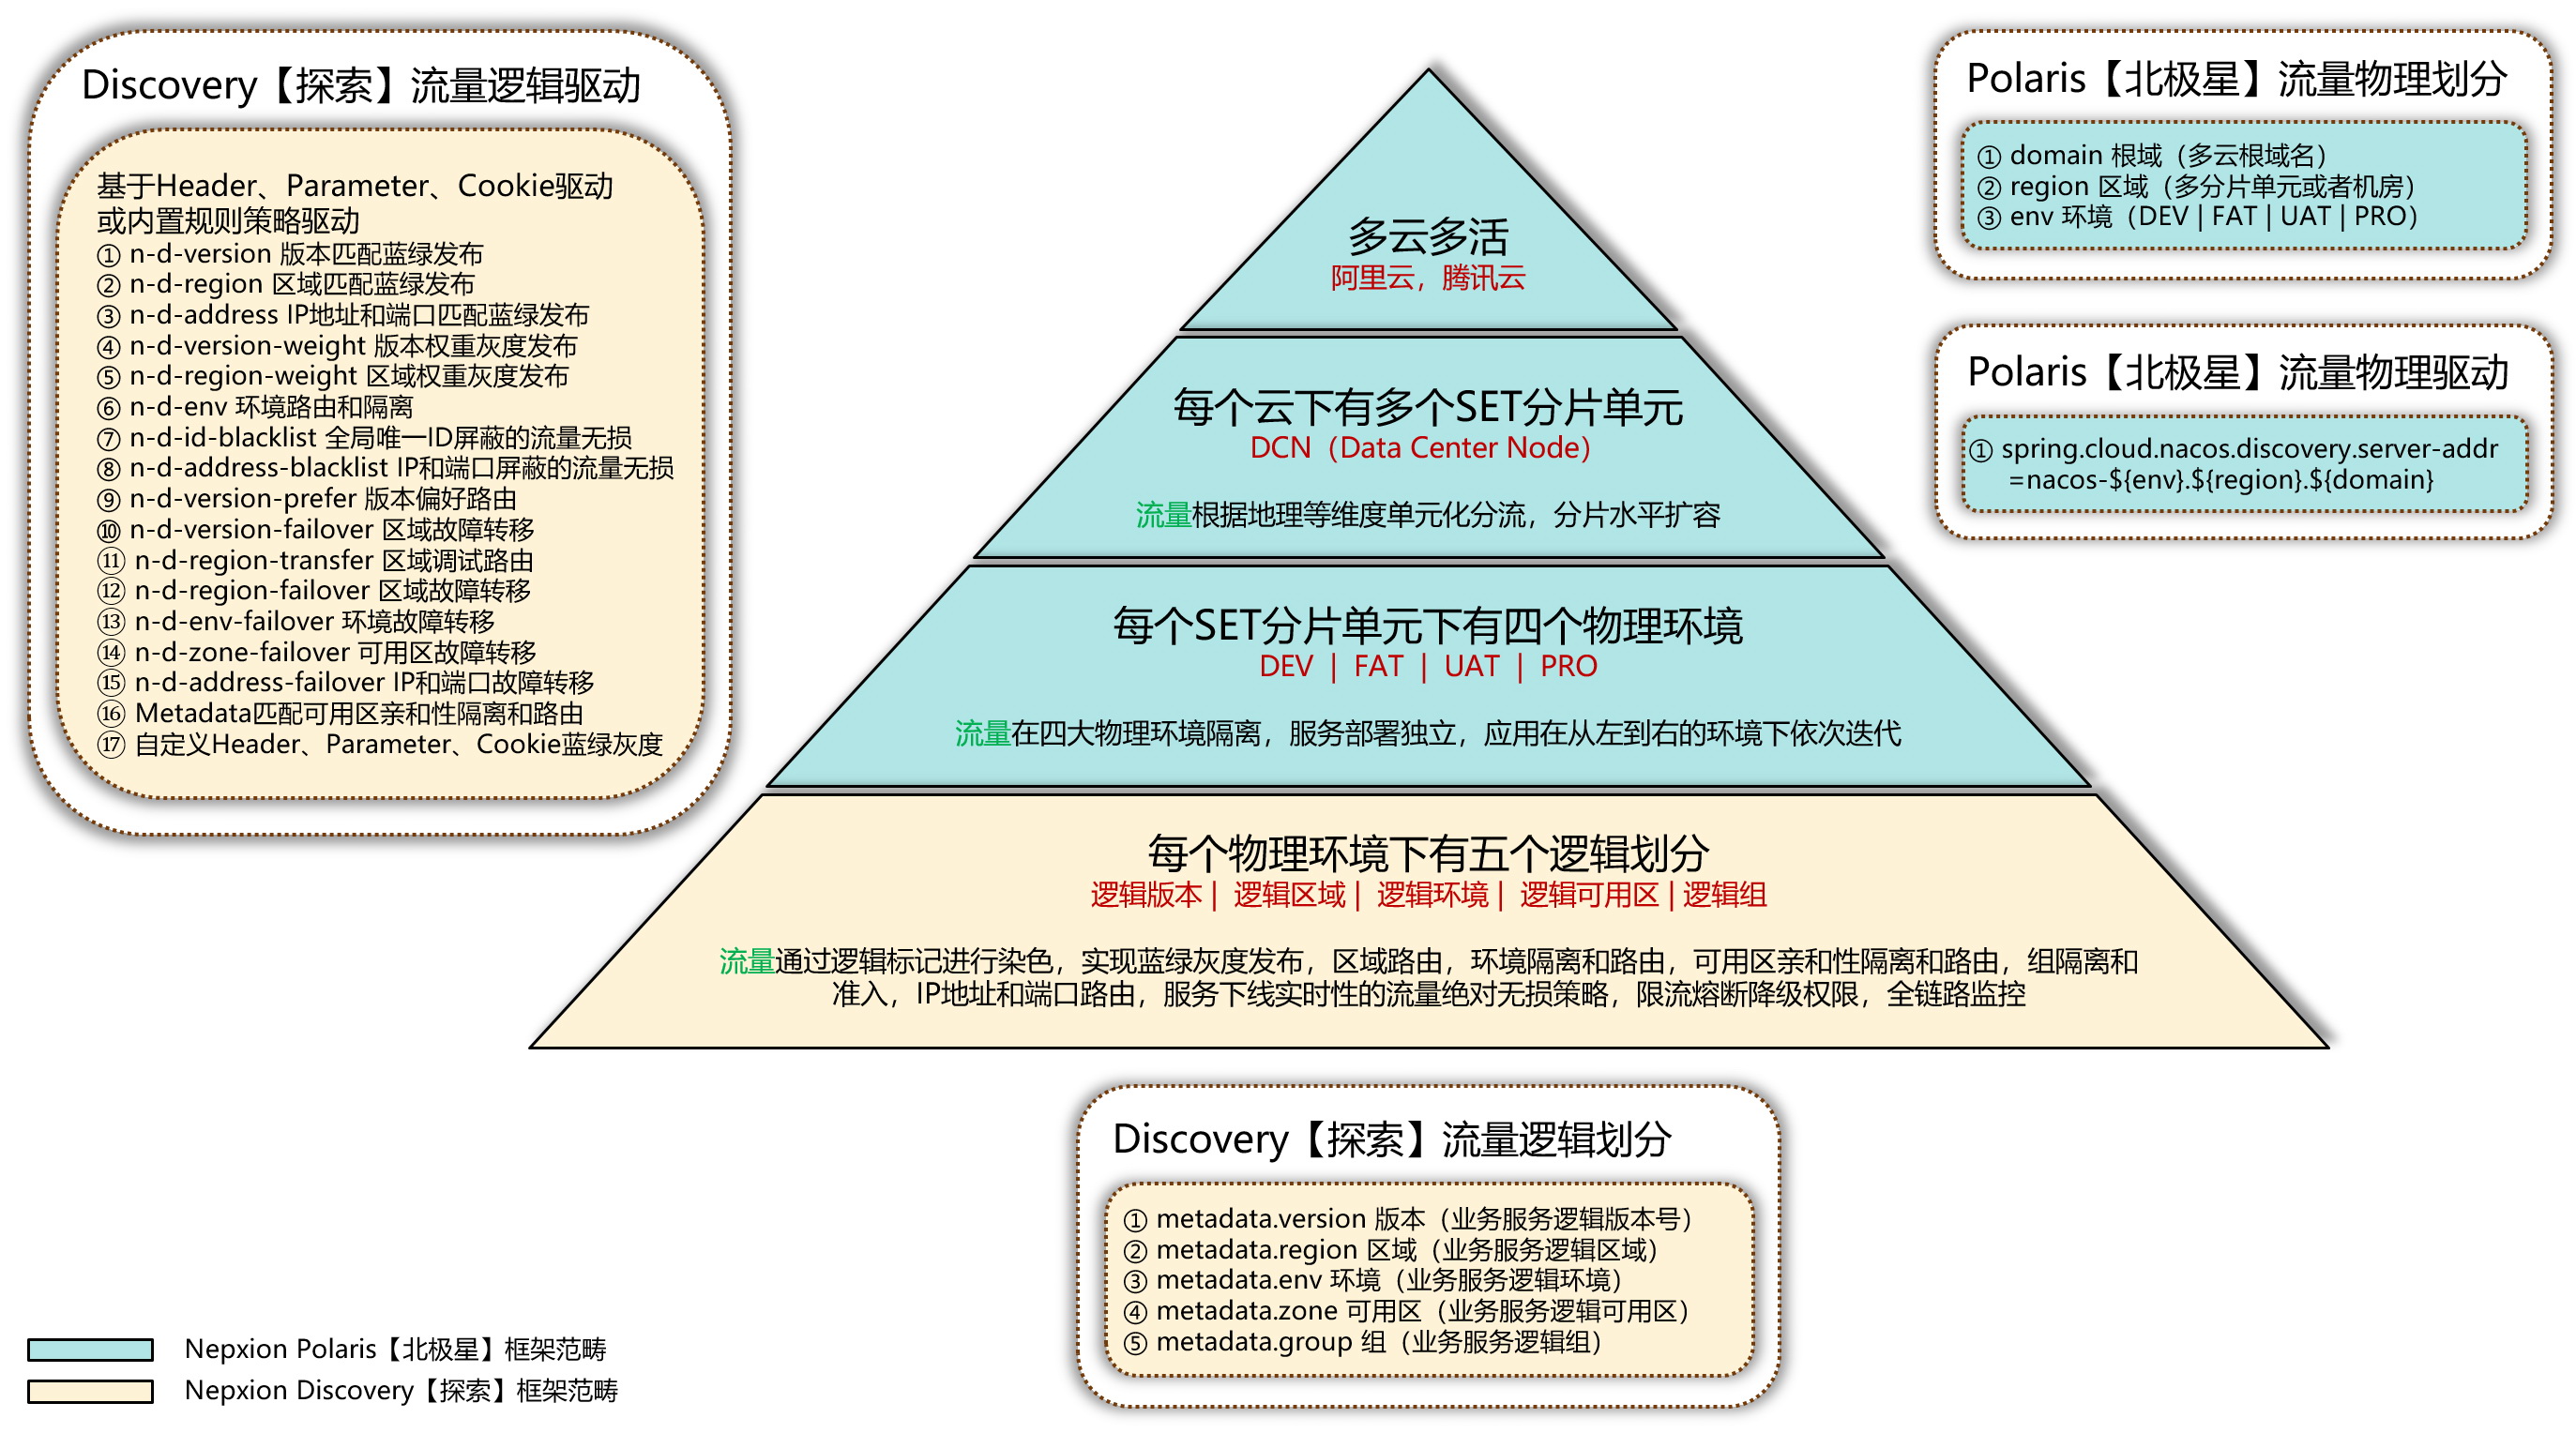 Discovery【探索】流量逻辑驱动
基于Header、Parameter、Cookie驱动
或内置规则策略驱动
① n-d-version 版本匹配蓝绿发布
② n-d-region 区域匹配蓝绿发布
③ n-d-address IP地址和端口匹配蓝绿发布
④ n-d-version-weight 版本权重灰度发布
⑤ n-d-region-weight 区域权重灰度发布
⑥ n-d-env 环境路由和隔离
⑦ n-d-id-blacklist 全局唯一ID屏蔽的流量无损
⑧ n-d-address-blacklist IP和端口屏蔽的流量无损
⑨ n-d-version-prefer 版本偏好路由
⑩ n-d-version-failover 区域故障转移
⑪ n-d-region-transfer 区域调试路由
⑫ n-d-region-failover 区域故障转移
⑬ n-d-env-failover 环境故障转移
⑭ n-d-zone-failover 可用区故障转移
⑮ n-d-address-failover IP和端口故障转移
⑯ Metadata匹配可用区亲和性隔离和路由
⑰ 自定义Header、Parameter、Cookie蓝绿灰度
多云多活
阿里云，腾讯云
每个云下有多个SET分片单元
DCN（Data Center Node）
流量根据地理等维度单元化分流，分片水平扩容
每个SET分片单元下有四个物理环境
DEV | FAT | UAT | PRO
流量在四大物理环境隔离，服务部署独立，应用在从左到右的环境下依次迭代
每个物理环境下有五个逻辑划分
逻辑版本 | 逻辑区域 | 逻辑环境 | 逻辑可用区 | 逻辑组
流量通过逻辑标记进行染色，实现蓝绿灰度发布，区域路由，环境隔离和路由，可用区亲和性隔离和路由，组隔离和
准入，IP地址和端口路由，服务下线实时性的流量绝对无损策略，限流熔断降级权限，全链路监控
Polaris【北极星】流量物理划分
① domain 根域（多云根域名）
② region 区域（多分片单元或者机房）
③ env 环境（DEV | FAT | UAT | PRO）
Polaris【北极星】流量物理驱动
① spring.cloud.nacos.discovery.server-addr
=nacos-${env}.${region}.${domain}
Discovery【探索】流量逻辑划分
① metadata.version 版本（业务服务逻辑版本号）
② metadata.region 区域（业务服务逻辑区域）
③ metadata.env 环境（业务服务逻辑环境）
④ metadata.zone 可用区（业务服务逻辑可用区）
⑤ metadata.group 组（业务服务逻辑组）
Nepxion Polaris【北极星】框架范畴
Nepxion Discovery【探索】框架范畴